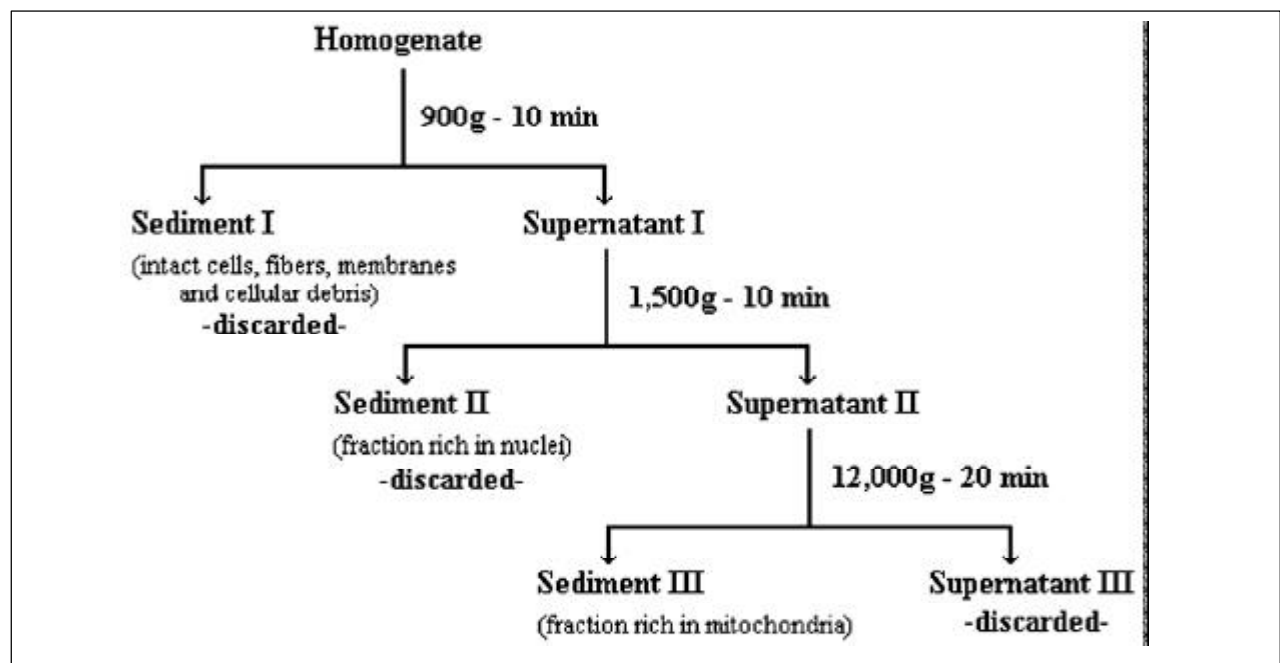 Homogenate
900g - 10 min
Sediment I
(intact cells, fibers, membranes
and cellular debris)
-discarded-
Supernatant I
1,500g - 10 min
Sediment II
(fraction rich in nuclei)
-discarded-
Supernatant II
12,000g - 20 min
Sediment III
(fraction rich in mitochondria)
Supernatant III
-discarded-